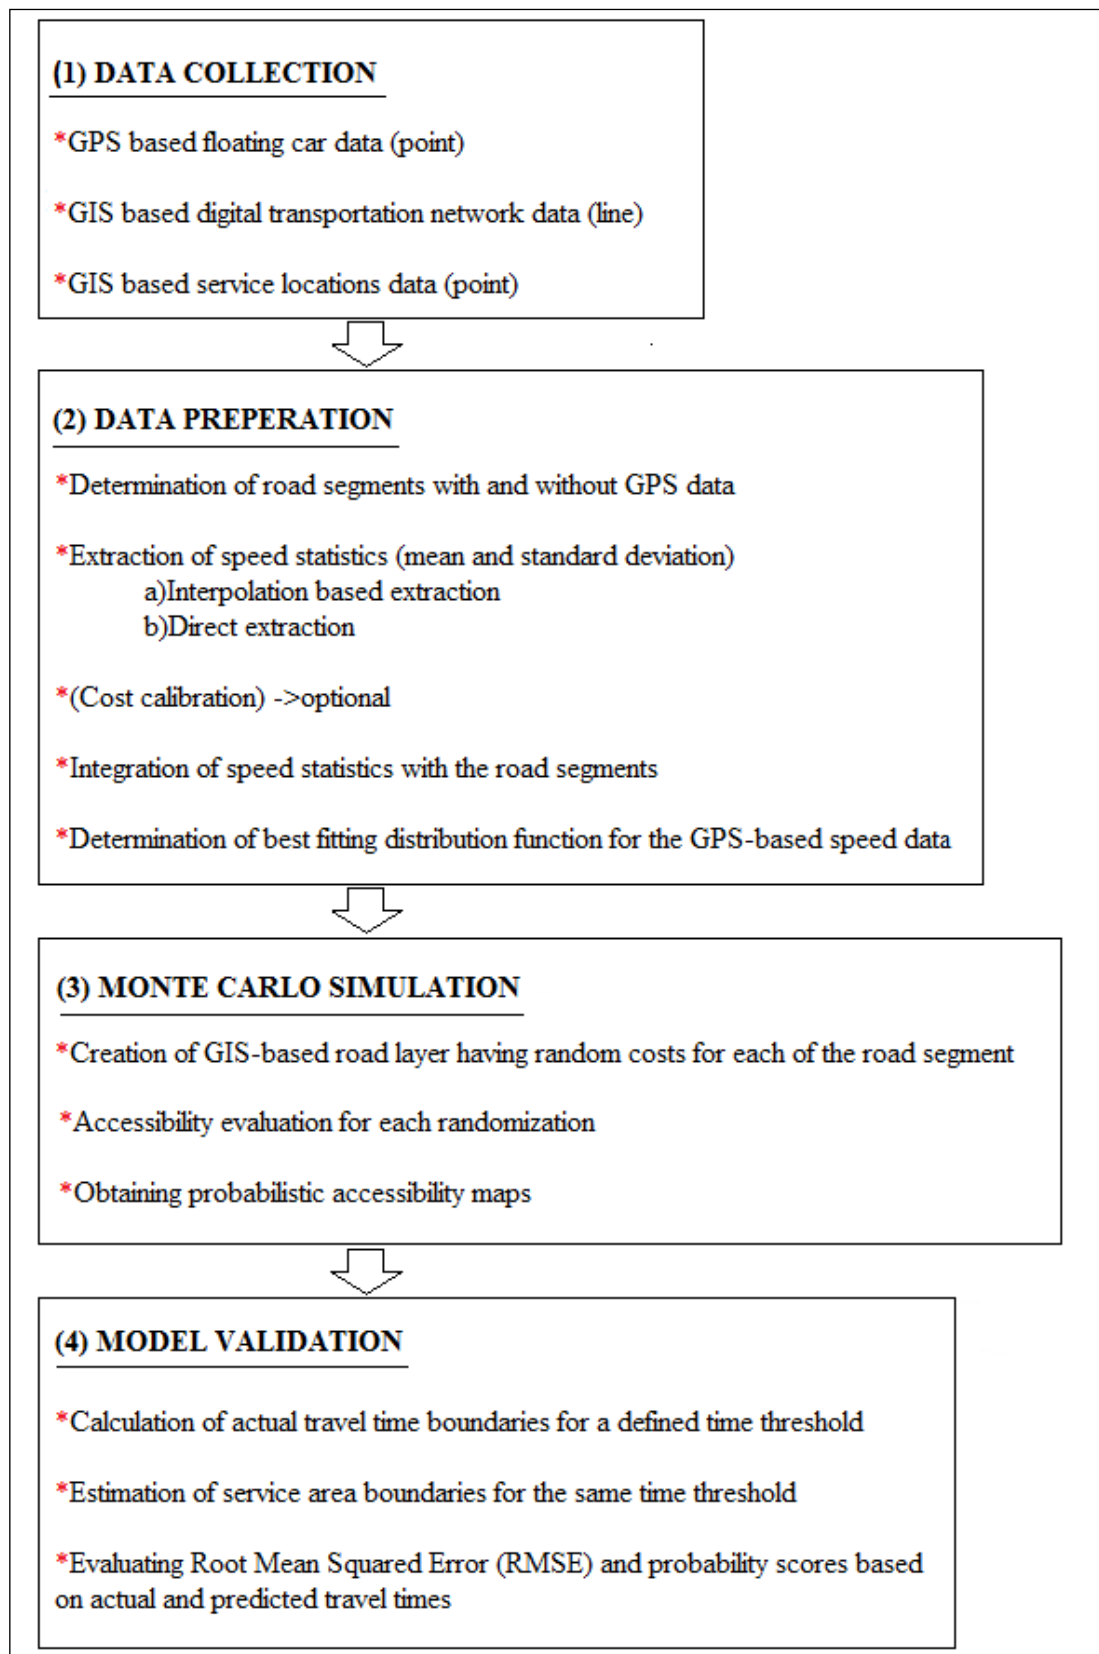 (1) DATA COLLECTION
*GPS based floating car data (point)
*GIS based digital transportation network data (line)
*GIS based service locations data (point)
(2) DATA PREPERATION
*Determination of road segments with and without GPS data
*Extraction of speed statistics (mean and standard deviation)
a)Interpolation based extraction
b)Direct extraction
*(Cost calibration) ->optional
*Integration of speed statistics with the road segments
*Determination of best fitting distribution function for the GPS-based speed data
(3) MONTE CARLO SIMULATION
*Creation of GIS-based road layer having random costs for each of the road segment
*Accessibility evaluation for each randomization
*Obtaining probabilistic accessibility maps
(4) MODEL VALIDATION
*Calculation of actual travel time boundaries for a defined time threshold
*Estimation of service area boundaries for the same time threshold
*Evaluating Root Mean Squared Error (RMSE) and probability scores based
on actual and predicted travel times